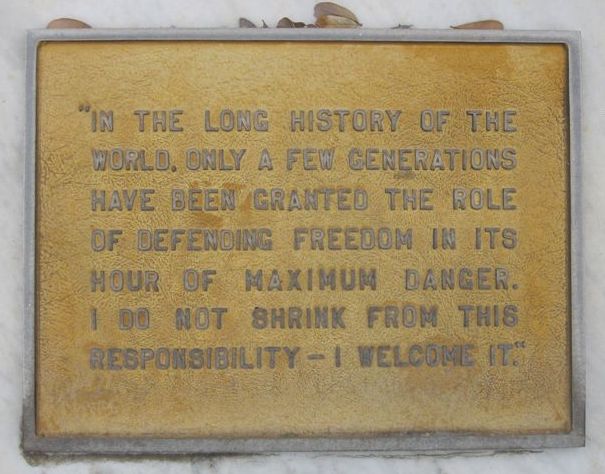 "IN THE LONG HISTORY OF THE
WORLD, ONLY A FEW GENERATIONS
HAVE BEEN GRANTED THE ROLE
OF DEFENDING FREEDOM IN ITS
HOUR OF MAXIMUM DANGER.
I DO NOT SHRINK FROM THIS
RESPONSIBILITY – I WELCOME IT."